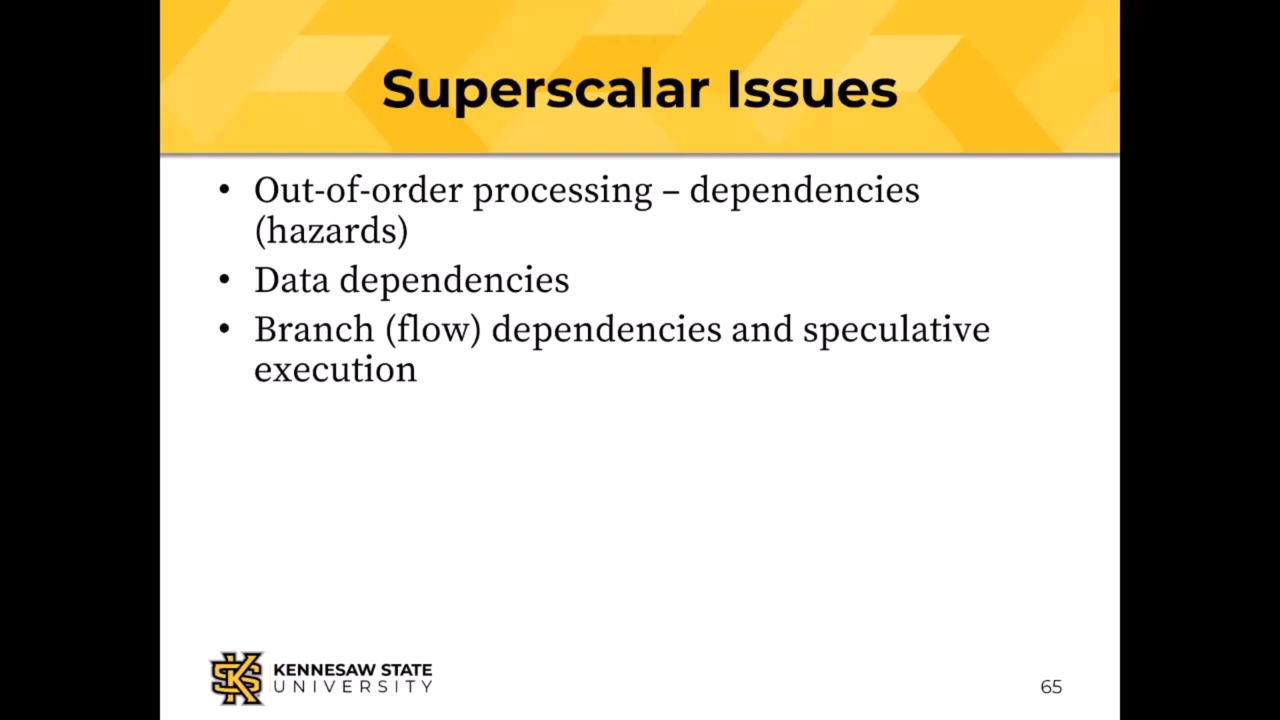 Superscalar Issues
• Out-of-order processing – dependencies
(hazards)
• Data dependencies
• Branch (flow) dependencies and speculative
execution
KENNESAW STATE
UNIVERSITY
65